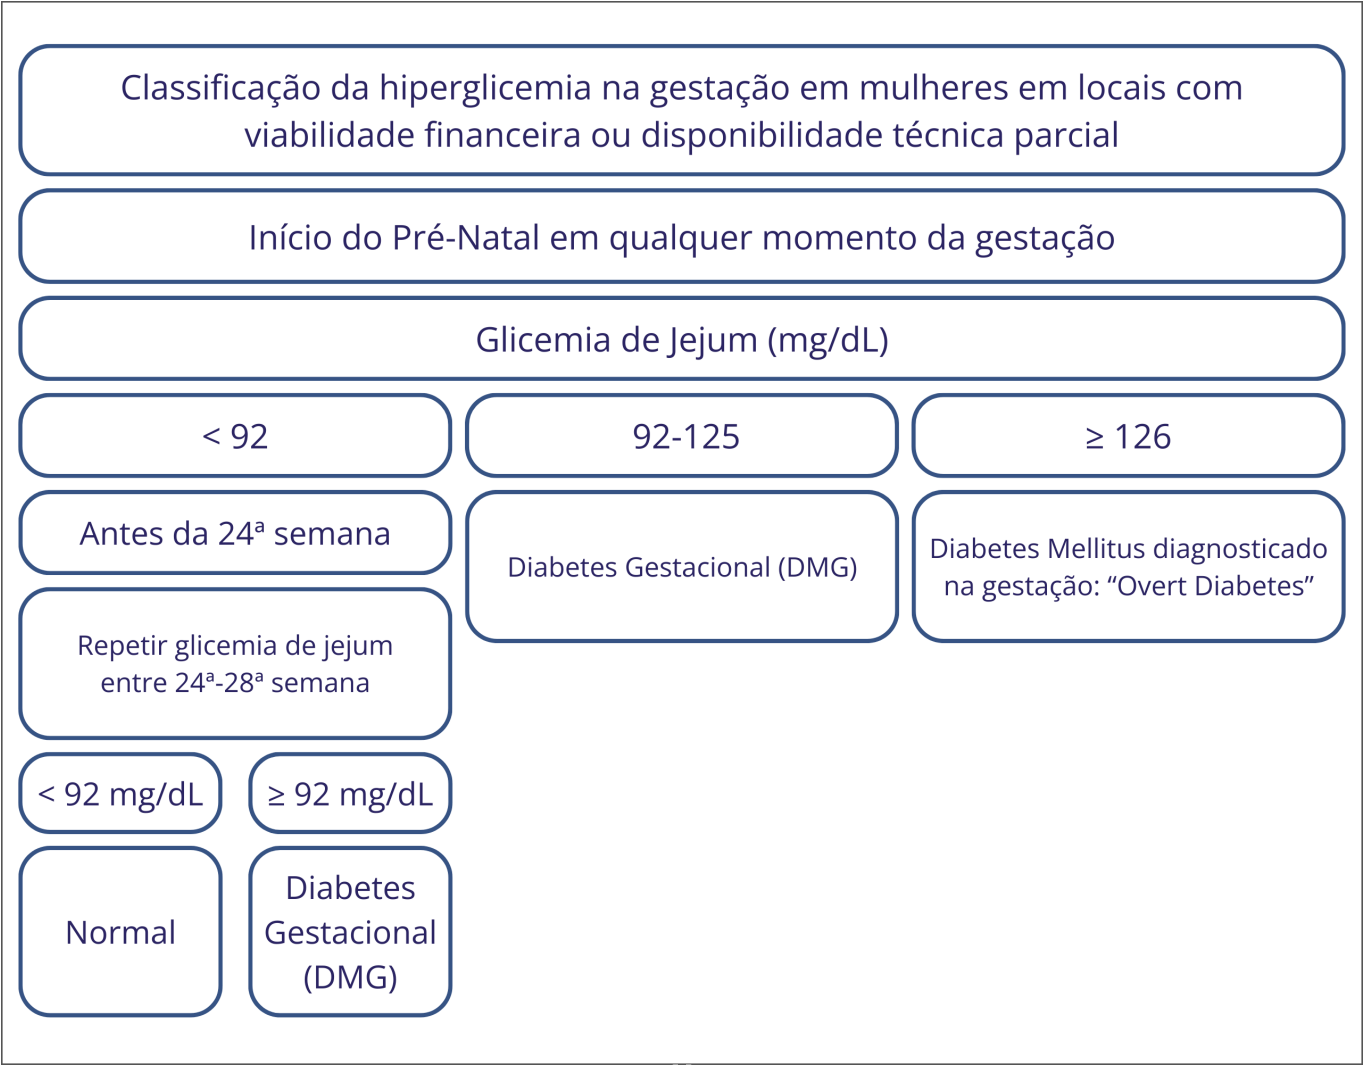 Classificação da hiperglicemia na gestação em mulheres em locais com
viabilidade financeira ou disponibilidade técnica parcial
Início do Pré-Natal em qualquer momento da gestação
Glicemia de Jejum (mg/dL)
< 92
92-125
≥ 126
Antes da 24ª semana
Diabetes Gestacional (DMG)
Diabetes Mellitus diagnosticado
na gestação: “Overt Diabetes”
Repetir glicemia de jejum
entre 24ª-28ª semana
< 92 mg/dL
≥ 92 mg/dL
Normal
Diabetes
Gestacional
(DMG)